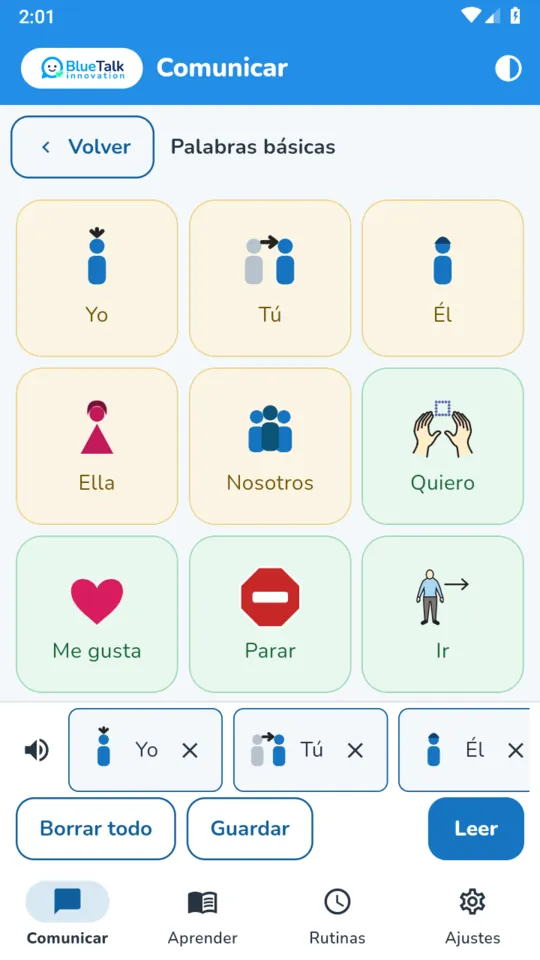 2:01
BlueTalk
innovation
Comunicar
Volver
Palabras básicas
Yo
Tú
Él
Ella
Nosotros
Quiero
Me gusta
Parar
Ir
Yo
Tú
Él
Borrar todo
Guardar
Leer
Comunicar
Aprender
Rutinas
Ajustes